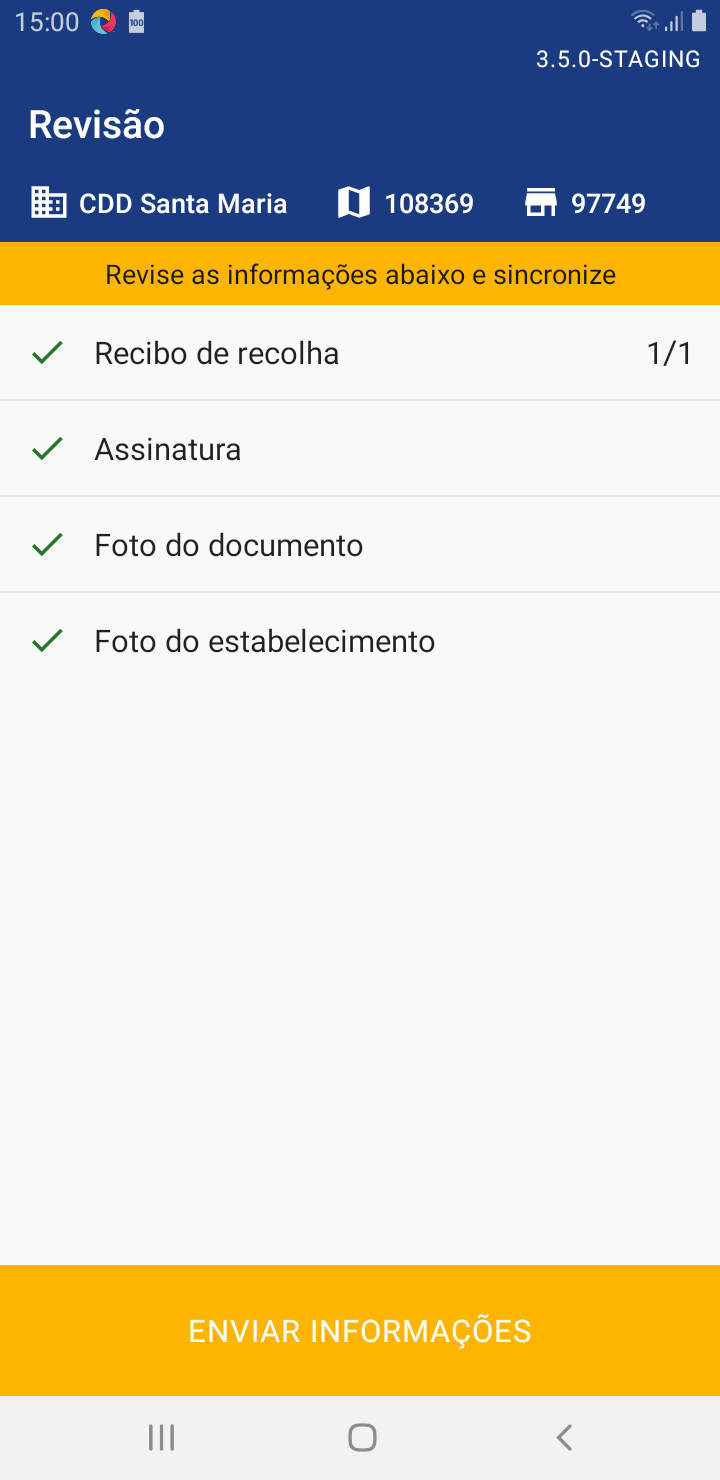 15:00
100
3.5.0-STAGING
Revisão
CDD Santa Maria 108369 97749
Revise as informações abaixo e sincronize
Recibo de recolha 1/1
Assinatura
Foto do documento
Foto do estabelecimento
ENVIAR INFORMAÇÕES